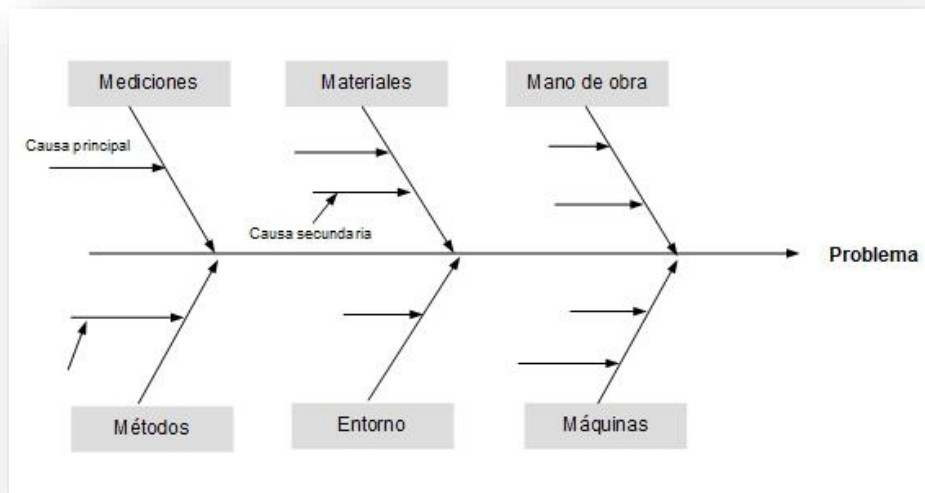 Mediciones
Materiales
Mano de obra
Causa principal
Causa secundaria
Problema
Métodos
Entorno
Máquinas